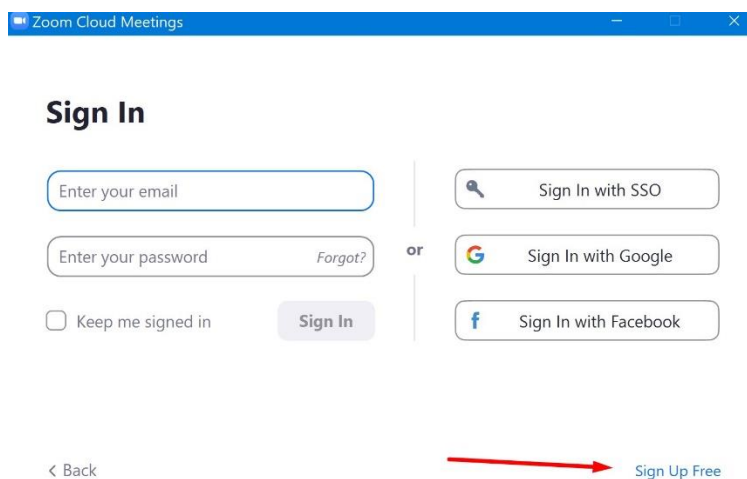 Zoom Cloud Meetings
Sign In
Enter your email
Enter your password Forgot?
Keep me signed in Sign In
or
Sign In with SSO
Sign In with Google
Sign In with Facebook
Back
Sign Up Free